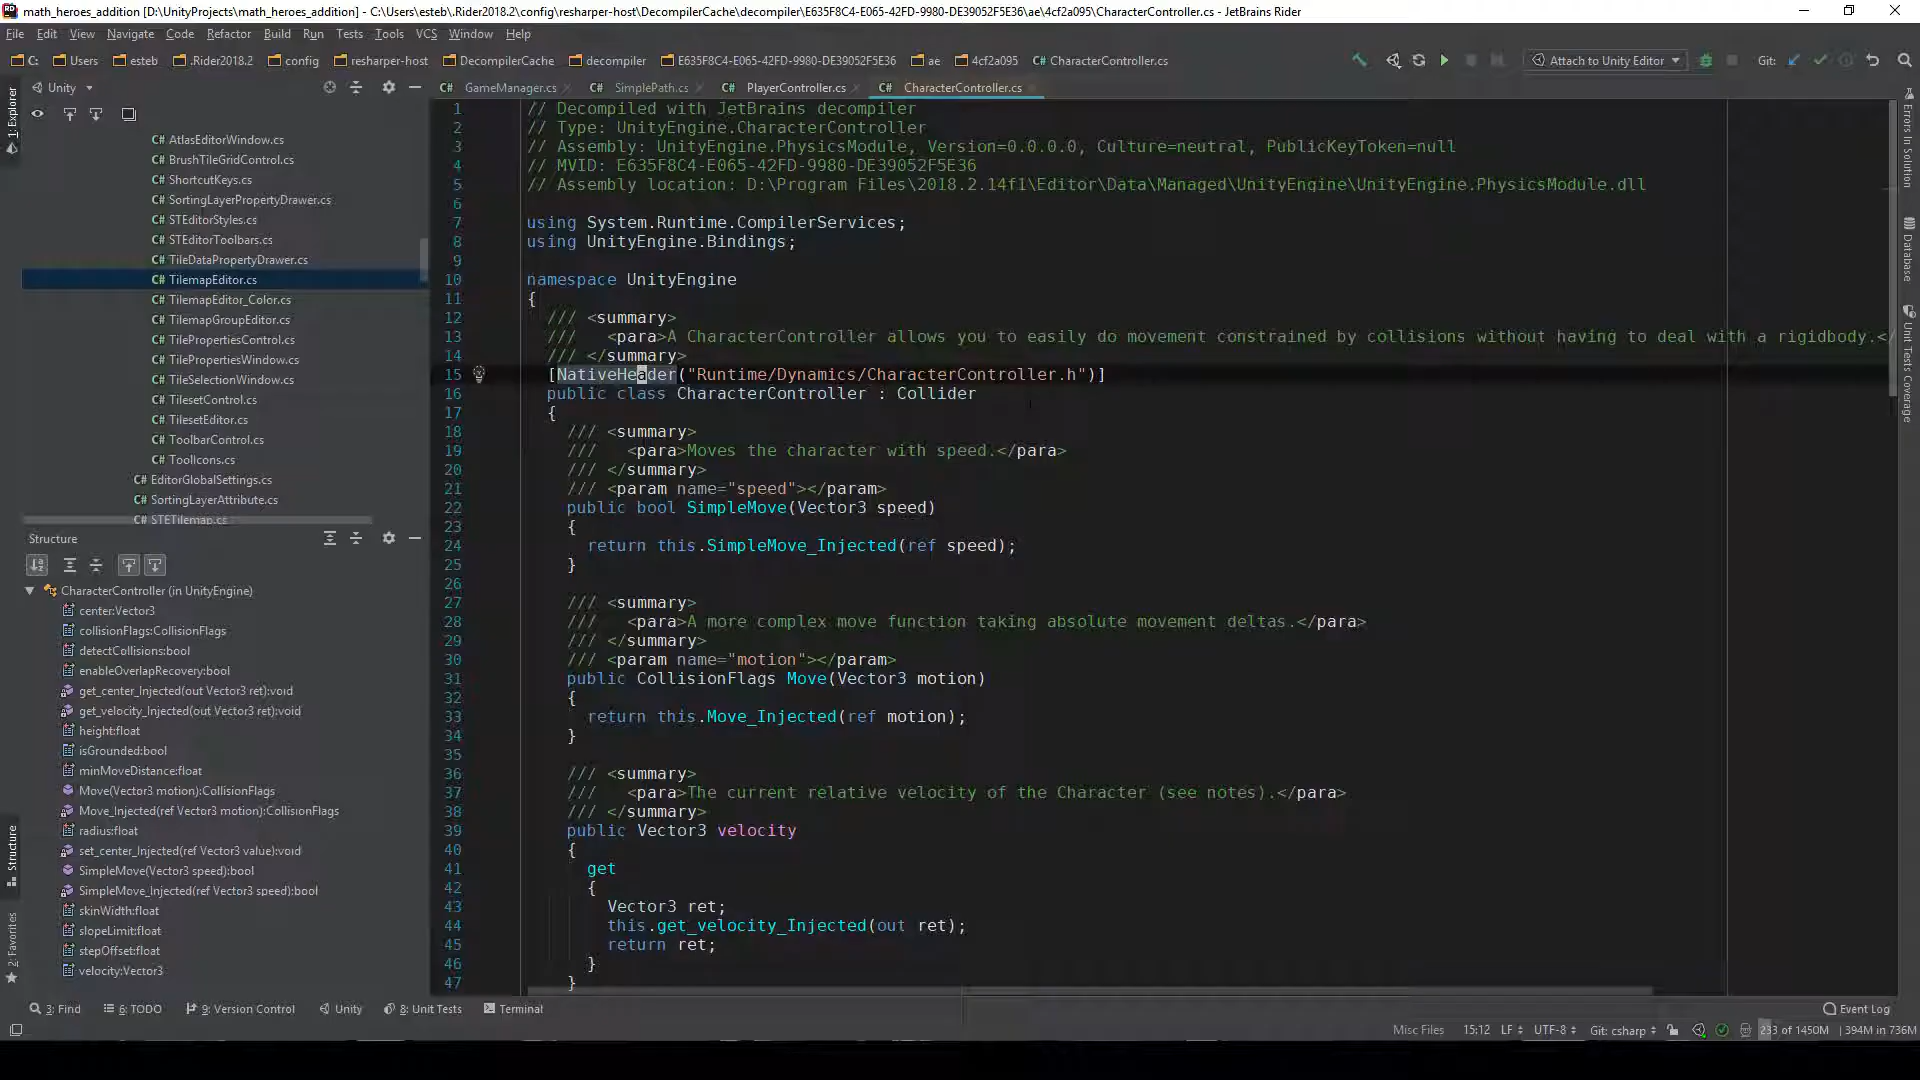 math_heroes_addition [D:\UnityProjects\math_heroes_addition] - C:\Users\esteb\.Rider2018.2\config\resharper-host\DecompilerCache\decompiler\E635F8C4-E065-42FD-9980-DE39052F5E36\ae\4cf2a095\CharacterController.cs - JetBrains Rider
File Edit View Navigate Code Refactor Build Run Tests Tools VCS Window Help
C: Users esteb .Rider2018.2 config resharper-host DecompilerCache decompiler E635F8C4-E065-42FD-9980-DE39052F5E36 ae 4cf2a095 C# CharacterController.cs Attach to Unity Editor Git:
Unity
C# GameManager.cs C# SimplePath.cs C# PlayerController.cs C# CharacterController.cs
1: Explorer
C# AtlasEditorWindow.cs
C# BrushTileGridControl.cs
C# ShortcutKeys.cs
C# SortingLayerPropertyDrawer.cs
C# STEditorStyles.cs
C# STEditorToolbars.cs
C# TileDataPropertyDrawer.cs
C# TilemapEditor.cs
C# TilemapEditor_Color.cs
C# TilemapGroupEditor.cs
C# TilePropertiesControl.cs
C# TilePropertiesWindow.cs
C# TileSelectionWindow.cs
C# TilesetControl.cs
C# TilesetEditor.cs
C# ToolbarControl.cs
C# ToolIcons.cs
C# EditorGlobalSettings.cs
C# SortingLayerAttribute.cs
C# STETilemap.cs
Structure
CharacterController (in UnityEngine)
center:Vector3
collisionFlags:CollisionFlags
detectCollisions:bool
enableOverlapRecovery:bool
get_center_Injected(out Vector3 ret):void
get_velocity_Injected(out Vector3 ret):void
height:float
isGrounded:bool
minMoveDistance:float
Move(Vector3 motion):CollisionFlags
Move_Injected(ref Vector3 motion):CollisionFlags
radius:float
set_center_Injected(ref Vector3 value):void
SimpleMove(Vector3 speed):bool
SimpleMove_Injected(ref Vector3 speed):bool
skinWidth:float
slopeLimit:float
stepOffset:float
velocity:Vector3
Structure
2: Favorites
1 // Decompiled with JetBrains decompiler
2 // Type: UnityEngine.CharacterController
3 // Assembly: UnityEngine.PhysicsModule, Version=0.0.0.0, Culture=neutral, PublicKeyToken=null
4 // MVID: E635F8C4-E065-42FD-9980-DE39052F5E36
5 // Assembly location: D:\Program Files\2018.2.14f1\Editor\Data\Managed\UnityEngine\UnityEngine.PhysicsModule.dll
6
7 using System.Runtime.CompilerServices;
8 using UnityEngine.Bindings;
9
10 namespace UnityEngine
11 {
12 /// <summary>
13 /// <para>A CharacterController allows you to easily do movement constrained by collisions without having to deal with a rigidbody.</
14 /// </summary>
15 [NativeHeader("Runtime/Dynamics/CharacterController.h")]
16 public class CharacterController : Collider
17 {
18 /// <summary>
19 /// <para>Moves the character with speed.</para>
20 /// </summary>
21 /// <param name="speed"></param>
22 public bool SimpleMove(Vector3 speed)
23 {
24 return this.SimpleMove_Injected(ref speed);
25 }
26
27 /// <summary>
28 /// <para>A more complex move function taking absolute movement deltas.</para>
29 /// </summary>
30 /// <param name="motion"></param>
31 public CollisionFlags Move(Vector3 motion)
32 {
33 return this.Move_Injected(ref motion);
34 }
35
36 /// <summary>
37 /// <para>The current relative velocity of the Character (see notes).</para>
38 /// </summary>
39 public Vector3 velocity
40 {
41 get
42 {
43 Vector3 ret;
44 this.get_velocity_Injected(out ret);
45 return ret;
46 }
47 }
Errors In Solution
Database
Unit Tests Coverage
3: Find 6: TODO 9: Version Control Unity 8: Unit Tests Terminal Event Log
Misc Files 15:12 LF UTF-8 Git: csharp 233 of 1450M 394M in 736M